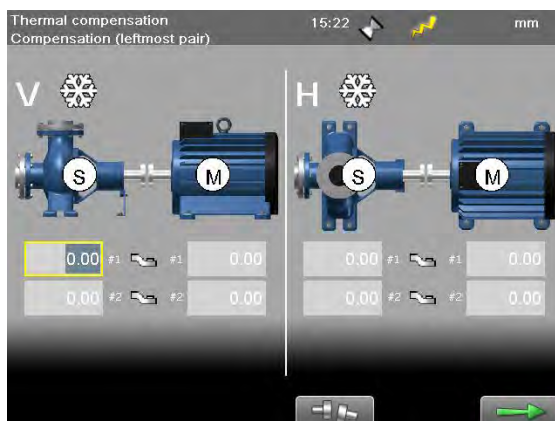 Thermal compensation 15:22 mm
Compensation (leftmost pair)
V H
S M S M
0.00 #1 #1 0.00 0.00 #1 #1 0.00
0.00 #2 #2 0.00 0.00 #2 #2 0.00